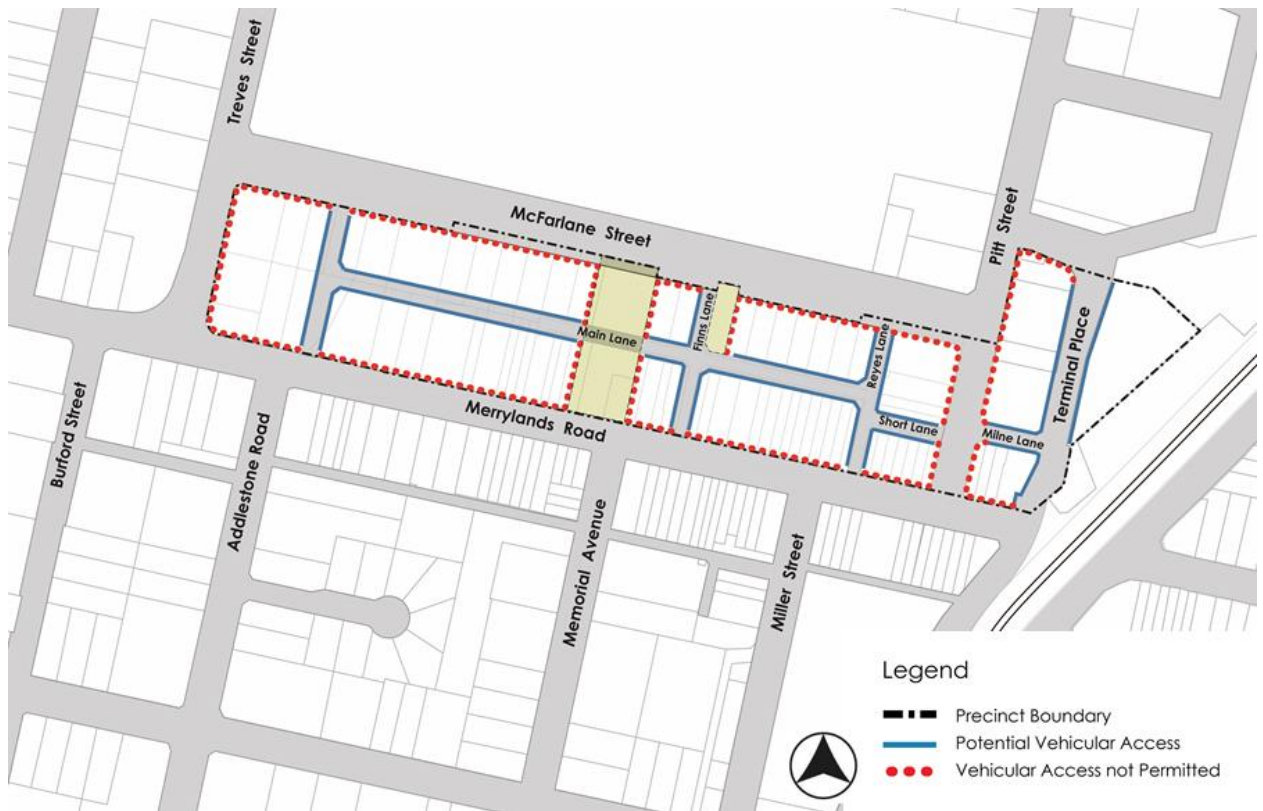 Treves Street
McFarlane Street
Pitt Street
Finns Lane
Main Lane
Reyes Lane
Terminal Place
Short Lane
Milne Lane
Merrylands Road
Burford Street
Addlestone Road
Memorial Avenue
Miller Street
Legend
Precinct Boundary
Potential Vehicular Access
Vehicular Access not Permitted